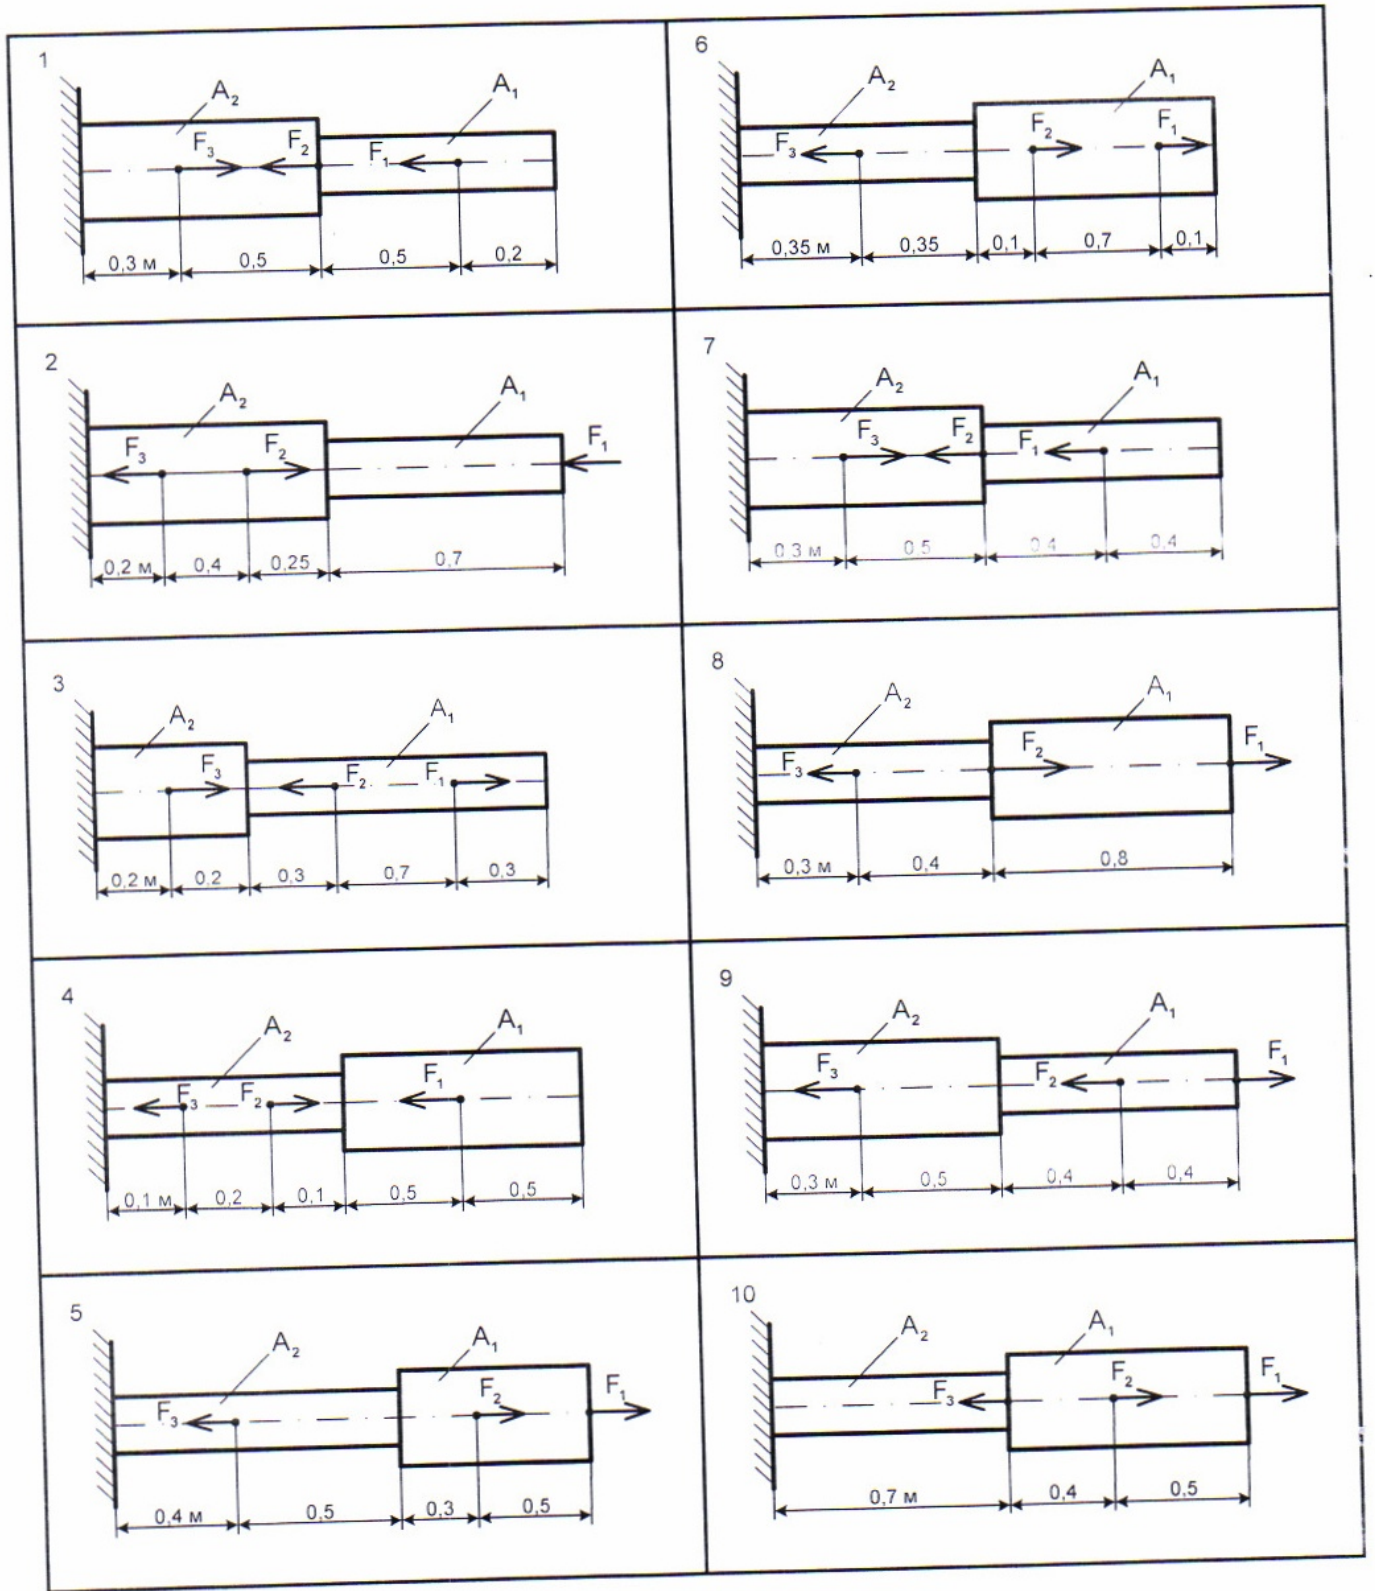 1
A₂
A₁
F₃ F₂ F₁
0,3 м 0,5 0,5 0,2
6
A₂
A₁
F₃ F₂ F₁
0,35 м 0,35 0,1 0,7 0,1
2
A₂
A₁
F₃ F₂ F₁
0,2 м 0,4 0,25 0,7
7
A₂
A₁
F₃ F₂ F₁
0,3 м 0,5 0,4 0,4
3
A₂
A₁
F₃ F₂ F₁
0,2 м 0,2 0,3 0,7 0,3
8
A₂
A₁
F₃ F₂ F₁
0,3 м 0,4 0,8
4
A₂
A₁
F₃ F₂ F₁
0,1 м 0,2 0,1 0,5 0,5
9
A₂
A₁
F₃ F₂ F₁
0,3 м 0,5 0,4 0,4
5
A₂
A₁
F₃ F₂ F₁
0,4 м 0,5 0,3 0,5
10
A₂
A₁
F₃ F₂ F₁
0,7 м 0,4 0,5